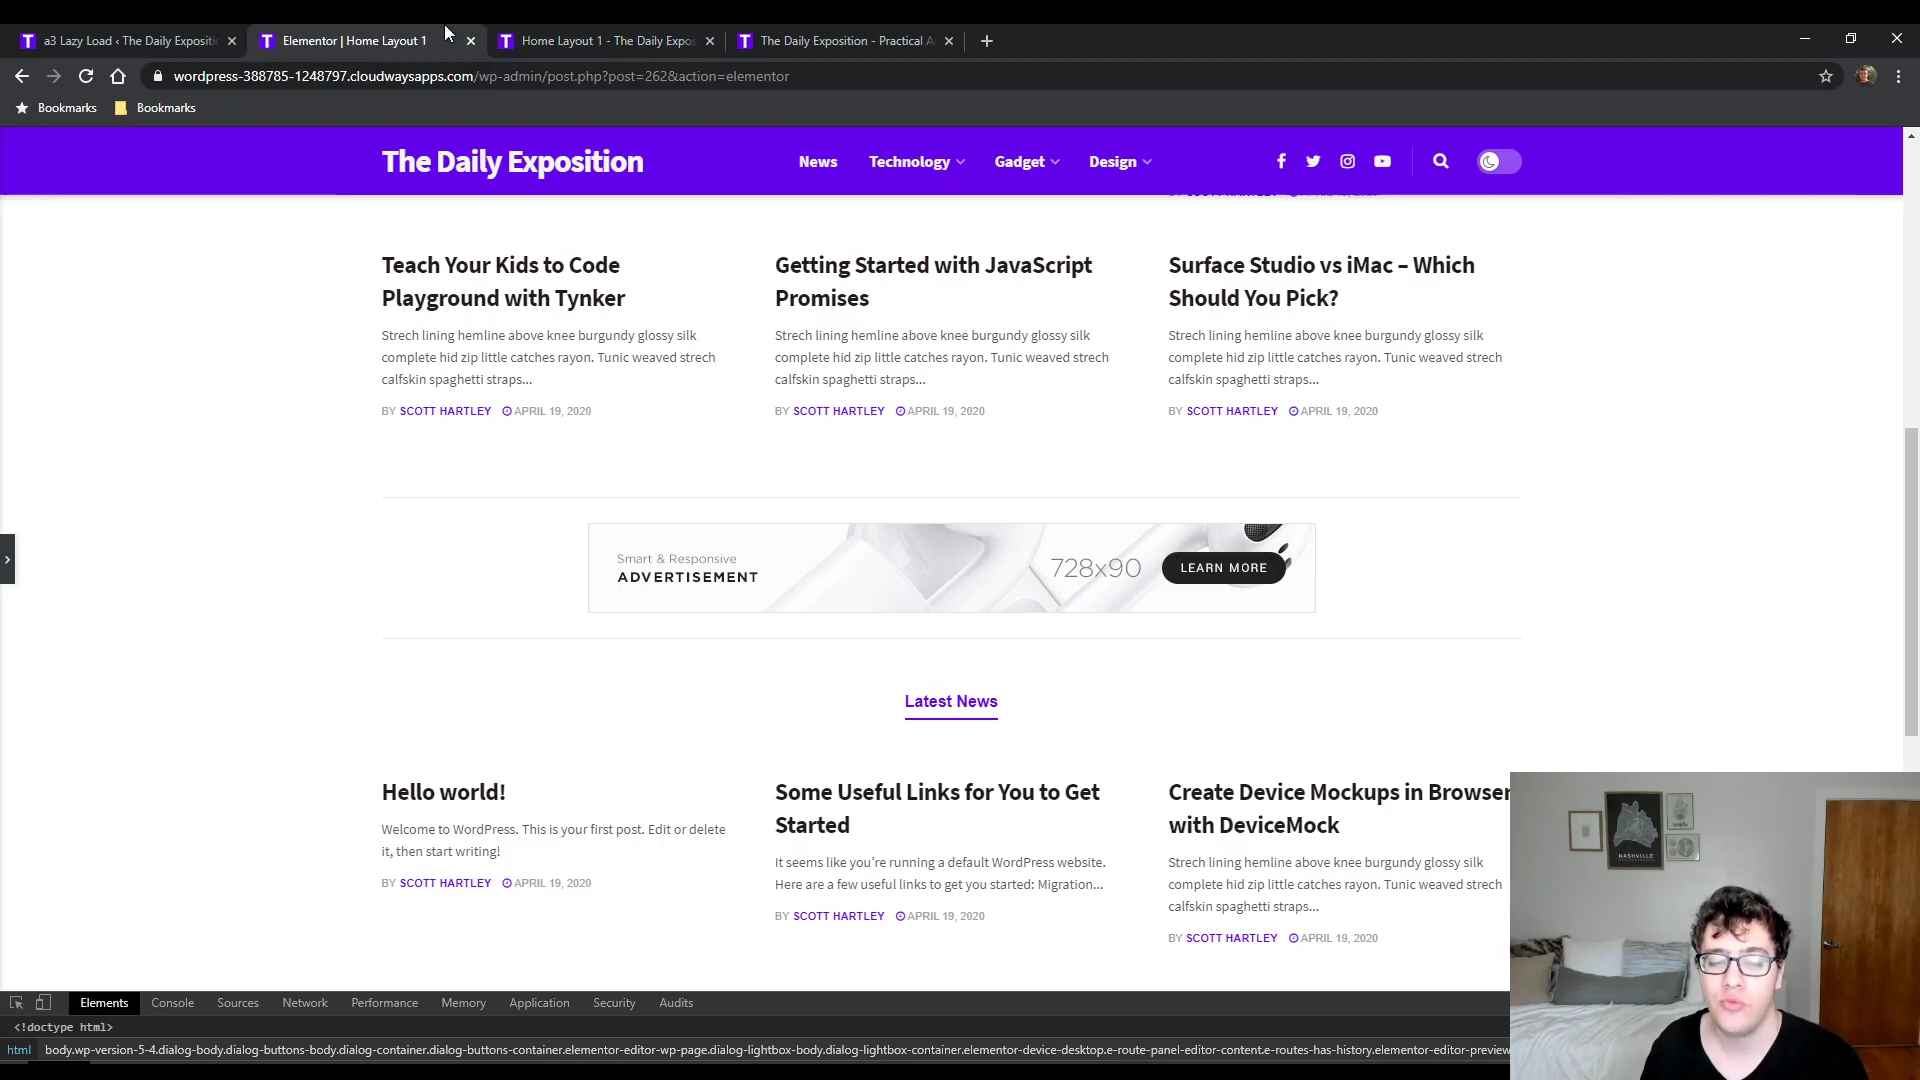 a3 Lazy Load ‹ The Daily Expositi
Elementor | Home Layout 1
Home Layout 1 - The Daily Expos
The Daily Exposition - Practical A
wordpress-388785-1248797.cloudwaysapps.com/wp-admin/post.php?post=262&action=elementor
Bookmarks
Bookmarks
The Daily Exposition
News
Technology
Gadget
Design
Teach Your Kids to Code
Playground with Tynker
Strech lining hemline above knee burgundy glossy silk
complete hid zip little catches rayon. Tunic weaved strech
calfskin spaghetti straps...
BY SCOTT HARTLEY APRIL 19, 2020
Getting Started with JavaScript
Promises
Strech lining hemline above knee burgundy glossy silk
complete hid zip little catches rayon. Tunic weaved strech
calfskin spaghetti straps...
BY SCOTT HARTLEY APRIL 19, 2020
Surface Studio vs iMac – Which
Should You Pick?
Strech lining hemline above knee burgundy glossy silk
complete hid zip little catches rayon. Tunic weaved strech
calfskin spaghetti straps...
BY SCOTT HARTLEY APRIL 19, 2020
Smart & Responsive
ADVERTISEMENT
728x90
LEARN MORE
Latest News
Hello world!
Welcome to WordPress. This is your first post. Edit or delete
it, then start writing!
BY SCOTT HARTLEY APRIL 19, 2020
Some Useful Links for You to Get
Started
It seems like you're running a default WordPress website.
Here are a few useful links to get you started: Migration...
BY SCOTT HARTLEY APRIL 19, 2020
Create Device Mockups in Browser
with DeviceMock
Strech lining hemline above knee burgundy glossy silk
complete hid zip little catches rayon. Tunic weaved strech
calfskin spaghetti straps...
BY SCOTT HARTLEY APRIL 19, 2020
NASHVILLE
Elements
Console
Sources
Network
Performance
Memory
Application
Security
Audits
<!doctype html>
html body.wp-version-5-4.dialog-body.dialog-buttons-body.dialog-container.dialog-buttons-container.elementor-editor-wp-page.dialog-lightbox-body.dialog-lightbox-container.elementor-device-desktop.e-route-panel-editor-content.e-routes-has-history.elementor-editor-preview